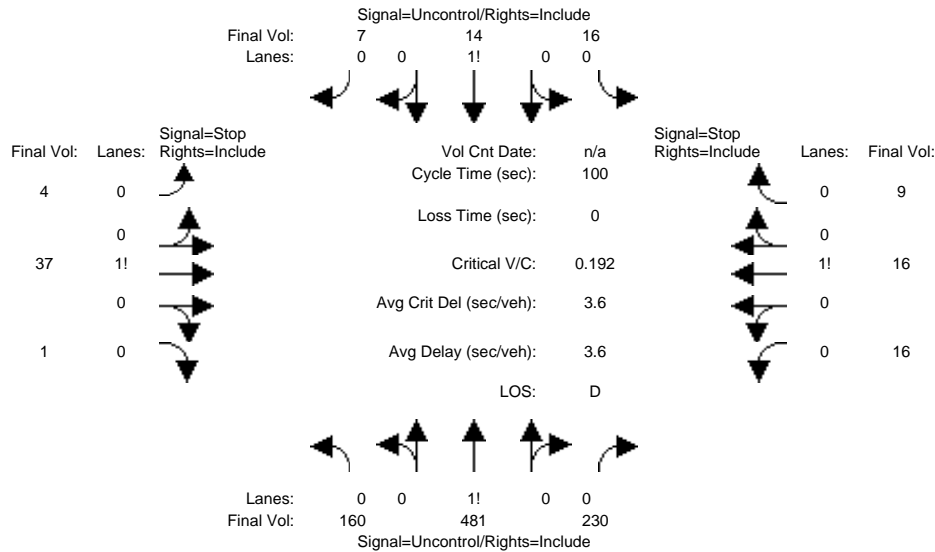 Signal=Uncontrol/Rights=Include
Final Vol: 7 14 16
Lanes: 0 0 1! 0 0
Signal=Stop
Final Vol: Lanes: Rights=Include
Vol Cnt Date: n/a
Signal=Stop
Rights=Include Lanes: Final Vol:
Cycle Time (sec): 100
4 0
0 9
Loss Time (sec): 0
0
0
37 1!
Critical V/C: 0.192
1! 16
0
Avg Crit Del (sec/veh): 3.6
0
1 0
Avg Delay (sec/veh): 3.6
0 16
LOS: D
Lanes: 0 0 1! 0 0
Final Vol: 160 481 230
Signal=Uncontrol/Rights=Include